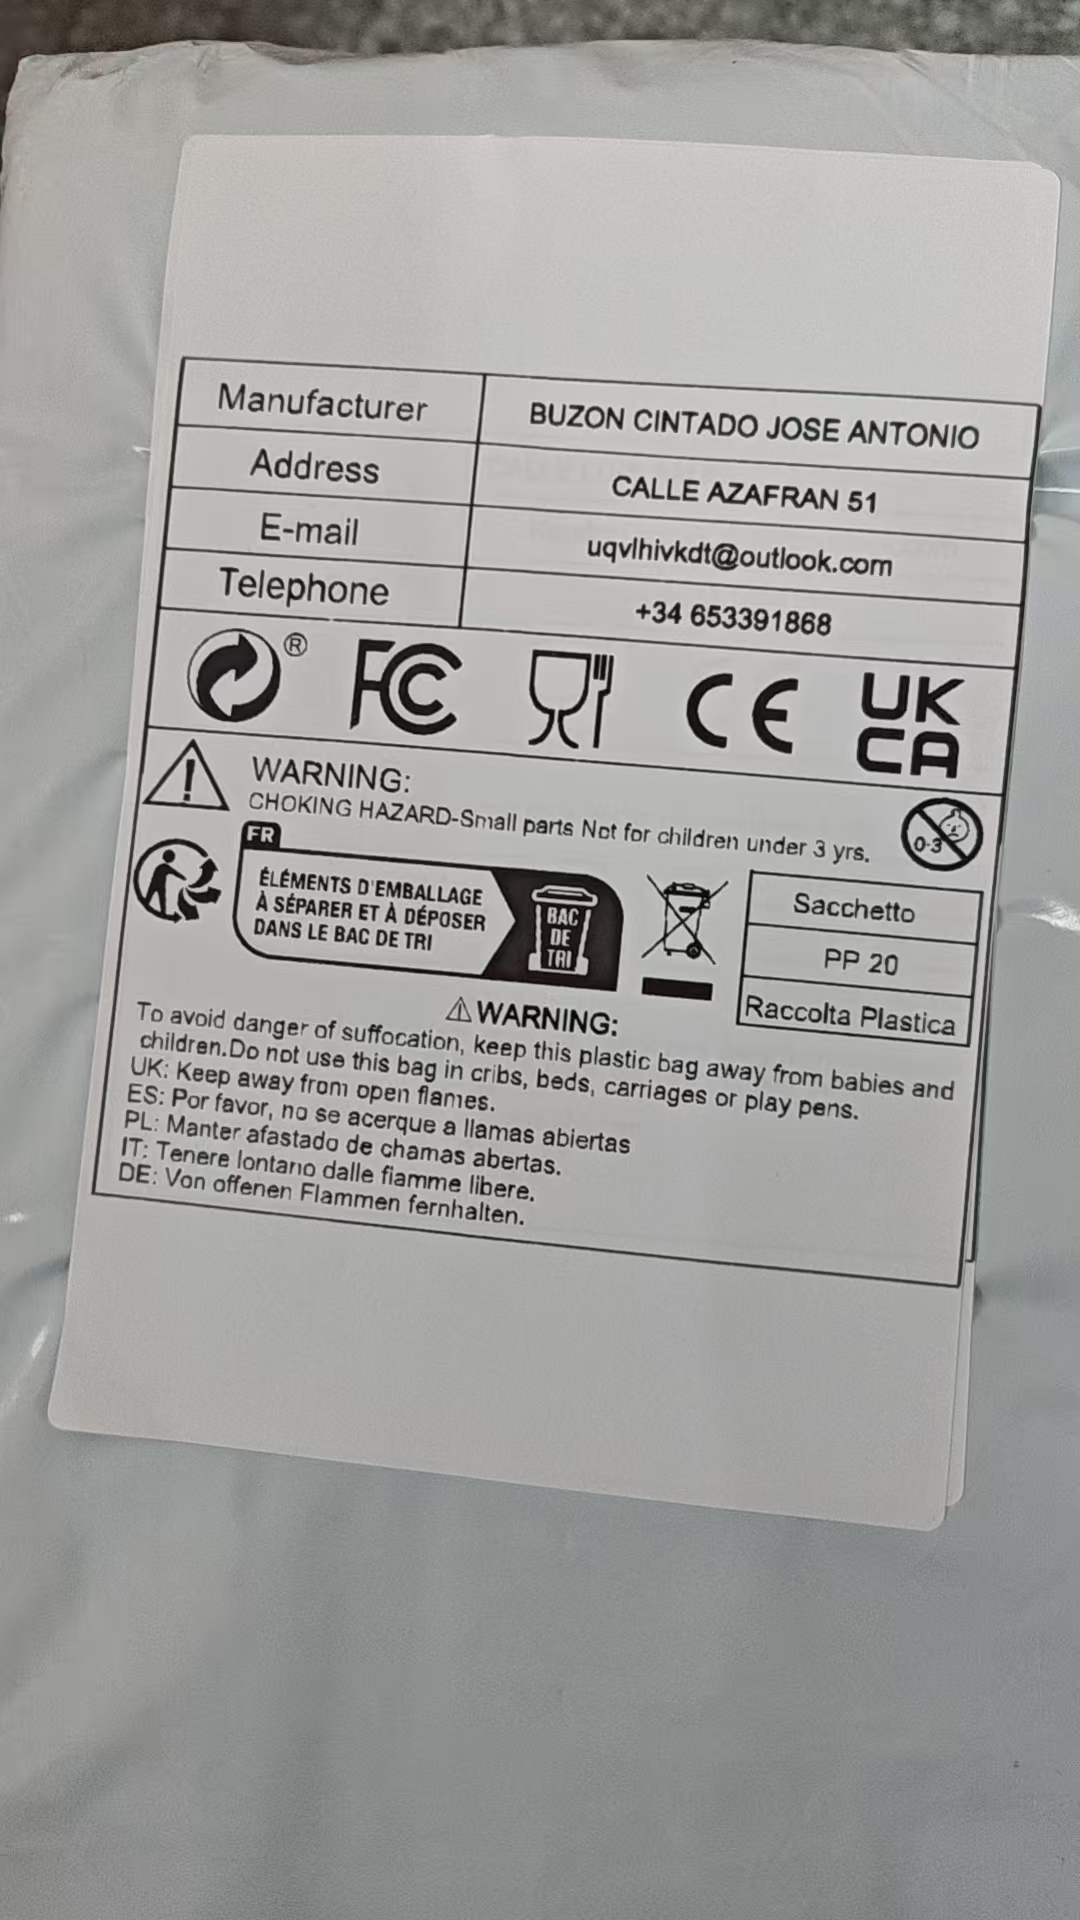 Manufacturer BUZON CINTADO JOSE ANTONIO
Address CALLE AZAFRAN 51
E-mail uqvlhivkdt@outlook.com
Telephone +34 653391868
® FC CE UK
CA
WARNING:
CHOKING HAZARD-Small parts Not for children under 3 yrs.
0-3
FR
ÉLÉMENTS D'EMBALLAGE
À SÉPARER ET À DÉPOSER
DANS LE BAC DE TRI
BAC
DE
TRI
Sacchetto
PP 20
Raccolta Plastica
WARNING:
To avoid danger of suffocation, keep this plastic bag away from babies and
children.Do not use this bag in cribs, beds, carriages or play pens.
UK: Keep away from open flames.
ES: Por favor, no se acerque a llamas abiertas
PL: Manter afastado de chamas abertas.
IT: Tenere lontano dalle fiamme libere.
DE: Von offenen Flammen fernhalten.